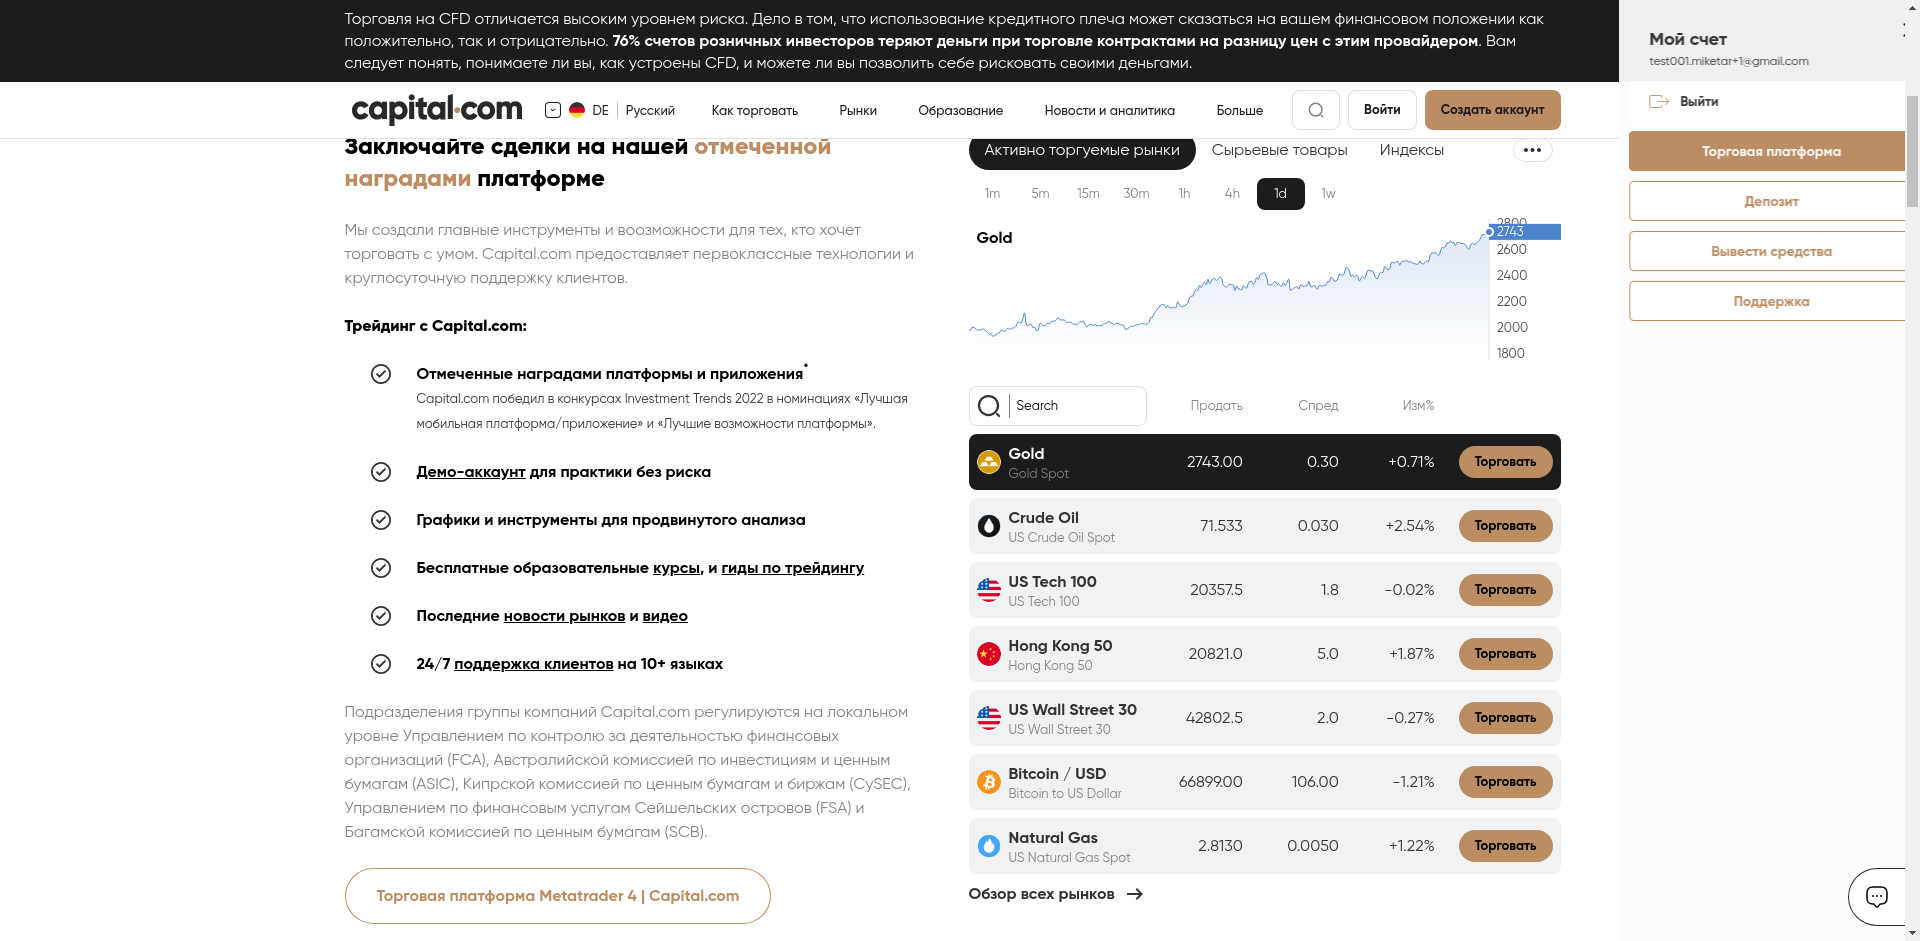 Торговля на CFD отличается высоким уровнем риска. Дело в том, что использование кредитного плеча может сказаться на вашем финансовом положении как
положительно, так и отрицательно. 76% счетов розничных инвесторов теряют деньги при торговле контрактами на разницу цен с этим провайдером. Вам
следует понять, понимаете ли вы, как устроены CFD, и можете ли вы позволить себе рисковать своими деньгами.
capital.com
DE | Русский
Как торговать
Рынки
Образование
Новости и аналитика
Больше
Войти
Создать аккаунт
Заключайте сделки на нашей отмеченной
наградами платформе
Мы создали главные инструменты и воозможности для тех, кто хочет
торговать с умом. Capital.com предоставляет первоклассные технологии и
круглосуточную поддержку клиентов.
Трейдинг с Capital.com:
Отмеченные наградами платформы и приложения*
Capital.com победил в конкурсах Investment Trends 2022 в номинациях «Лучшая
мобильная платформа/приложение» и «Лучшие возможности платформы».
Демо-аккаунт для практики без риска
Графики и инструменты для продвинутого анализа
Бесплатные образовательные курсы, и гиды по трейдингу
Последние новости рынков и видео
24/7 поддержка клиентов на 10+ языках
Подразделения группы компаний Capital.com регулируются на локальном
уровне Управлением по контролю за деятельностью финансовых
организаций (FCA), Австралийской комиссией по инвестициям и ценным
бумагам (ASIC), Кипрской комиссией по ценным бумагам и биржам (CySEC),
Управлением по финансовым услугам Сейшельских островов (FSA) и
Багамской комиссией по ценным бумагам (SCB).
Торговая платформа Metatrader 4 | Capital.com
Активно торгуемые рынки
Сырьевые товары
Индексы
1m 5m 15m 30m 1h 4h 1d 1w
Gold
2800
2743
2600
2400
2200
2000
1800
Search
Продать Спред Изм%
Gold
Gold Spot
2743.00 0.30 +0.71% Торговать
Crude Oil
US Crude Oil Spot
71.533 0.030 +2.54% Торговать
US Tech 100
US Tech 100
20357.5 1.8 -0.02% Торговать
Hong Kong 50
Hong Kong 50
20821.0 5.0 +1.87% Торговать
US Wall Street 30
US Wall Street 30
42802.5 2.0 -0.27% Торговать
Bitcoin / USD
Bitcoin to US Dollar
66899.00 106.00 -1.21% Торговать
Natural Gas
US Natural Gas Spot
2.8130 0.0050 +1.22% Торговать
Обзор всех рынков
Мой счет
test001.miketar+1@gmail.com
Выйти
Торговая платформа
Депозит
Вывести средства
Поддержка